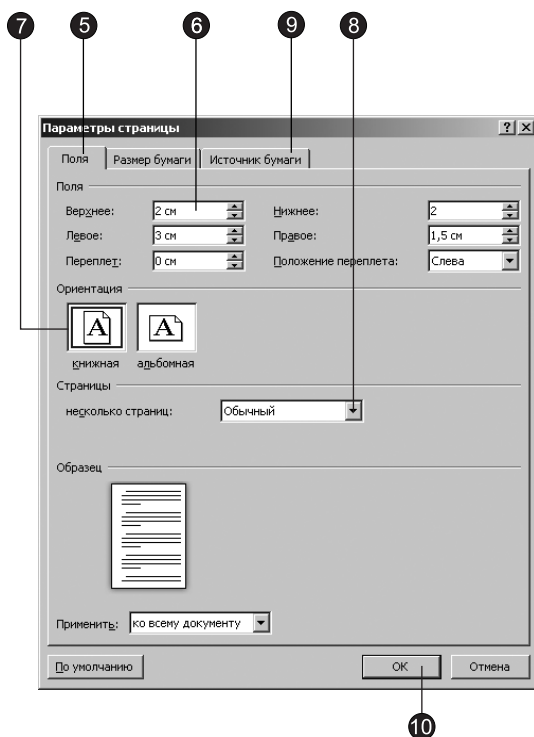 7 5 6 9 8
Параметры страницы
Поля Размер бумаги Источник бумаги
Поля
Верхнее: 2 см Нижнее: 2
Левое: 3 см Правое: 1,5 см
Переплет: 0 см Положение переплета: Слева
Ориентация
A A
книжная альбомная
Страницы
несколько страниц: Обычный
Образец
Применить: ко всему документу
По умолчанию ОК Отмена
10